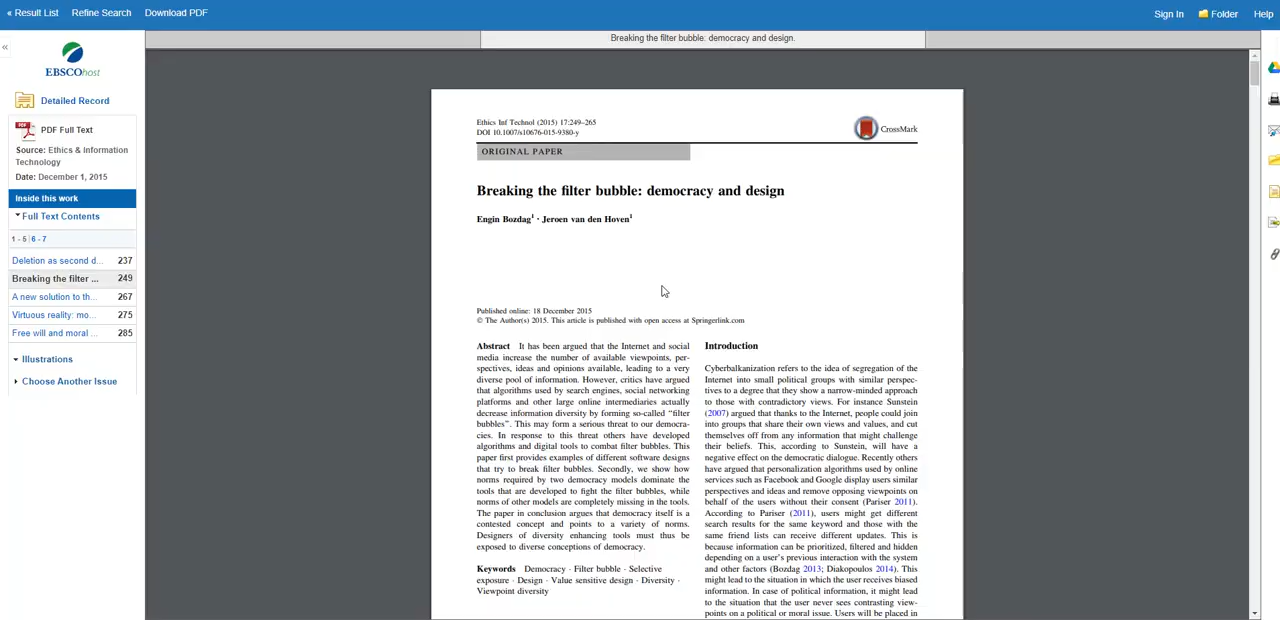 « Result List Refine Search Download PDF
Sign In Folder Help
«
Breaking the filter bubble: democracy and design.
EBSCOhost
Detailed Record
PDF Full Text
Source: Ethics & Information
Technology
Date: December 1, 2015
Inside this work
Full Text Contents
1 - 5 | 6 - 7
Deletion as second d... 237
Breaking the filter ... 249
A new solution to th... 267
Virtuous reality: mo... 275
Free will and moral ... 285
Illustrations
Choose Another Issue
Ethics Inf Technol (2015) 17:249–265
DOI 10.1007/s10676-015-9380-y
CrossMark
ORIGINAL PAPER
Breaking the filter bubble: democracy and design
Engin Bozdag1 · Jeroen van den Hoven1
Published online: 18 December 2015
© The Author(s) 2015. This article is published with open access at Springerlink.com
Abstract It has been argued that the Internet and social
media increase the number of available viewpoints, per-
spectives, ideas and opinions available, leading to a very
diverse pool of information. However, critics have argued
that algorithms used by search engines, social networking
platforms and other large online intermediaries actually
decrease information diversity by forming so-called “filter
bubbles”. This may form a serious threat to our democra-
cies. In response to this threat others have developed
algorithms and digital tools to combat filter bubbles. This
paper first provides examples of different software designs
that try to break filter bubbles. Secondly, we show how
norms required by two democracy models dominate the
tools that are developed to fight the filter bubbles, while
norms of other models are completely missing in the tools.
The paper in conclusion argues that democracy itself is a
contested concept and points to a variety of norms.
Designers of diversity enhancing tools must thus be
exposed to diverse conceptions of democracy.
Keywords Democracy · Filter bubble · Selective
exposure · Design · Value sensitive design · Diversity ·
Viewpoint diversity
Introduction
Cyberbalkanization refers to the idea of segregation of the
Internet into small political groups with similar perspec-
tives to a degree that they show a narrow-minded approach
to those with contradictory views. For instance Sunstein
(2007) argued that thanks to the Internet, people could join
into groups that share their own views and values, and cut
themselves off from any information that might challenge
their beliefs. This, according to Sunstein, will have a
negative effect on the democratic dialogue. Recently others
have argued that personalization algorithms used by online
services such as Facebook and Google display users similar
perspectives and ideas and remove opposing viewpoints on
behalf of the users without their consent (Pariser 2011).
According to Pariser (2011), users might get different
search results for the same keyword and those with the
same friend lists can receive different updates. This is
because information can be prioritized, filtered and hidden
depending on a user's previous interaction with the system
and other factors (Bozdag 2013; Diakopoulos 2014). This
might lead to the situation in which the user receives biased
information. In case of political information, it might lead
to the situation that the user never sees contrasting view-
points on a political or moral issue. Users will be placed in